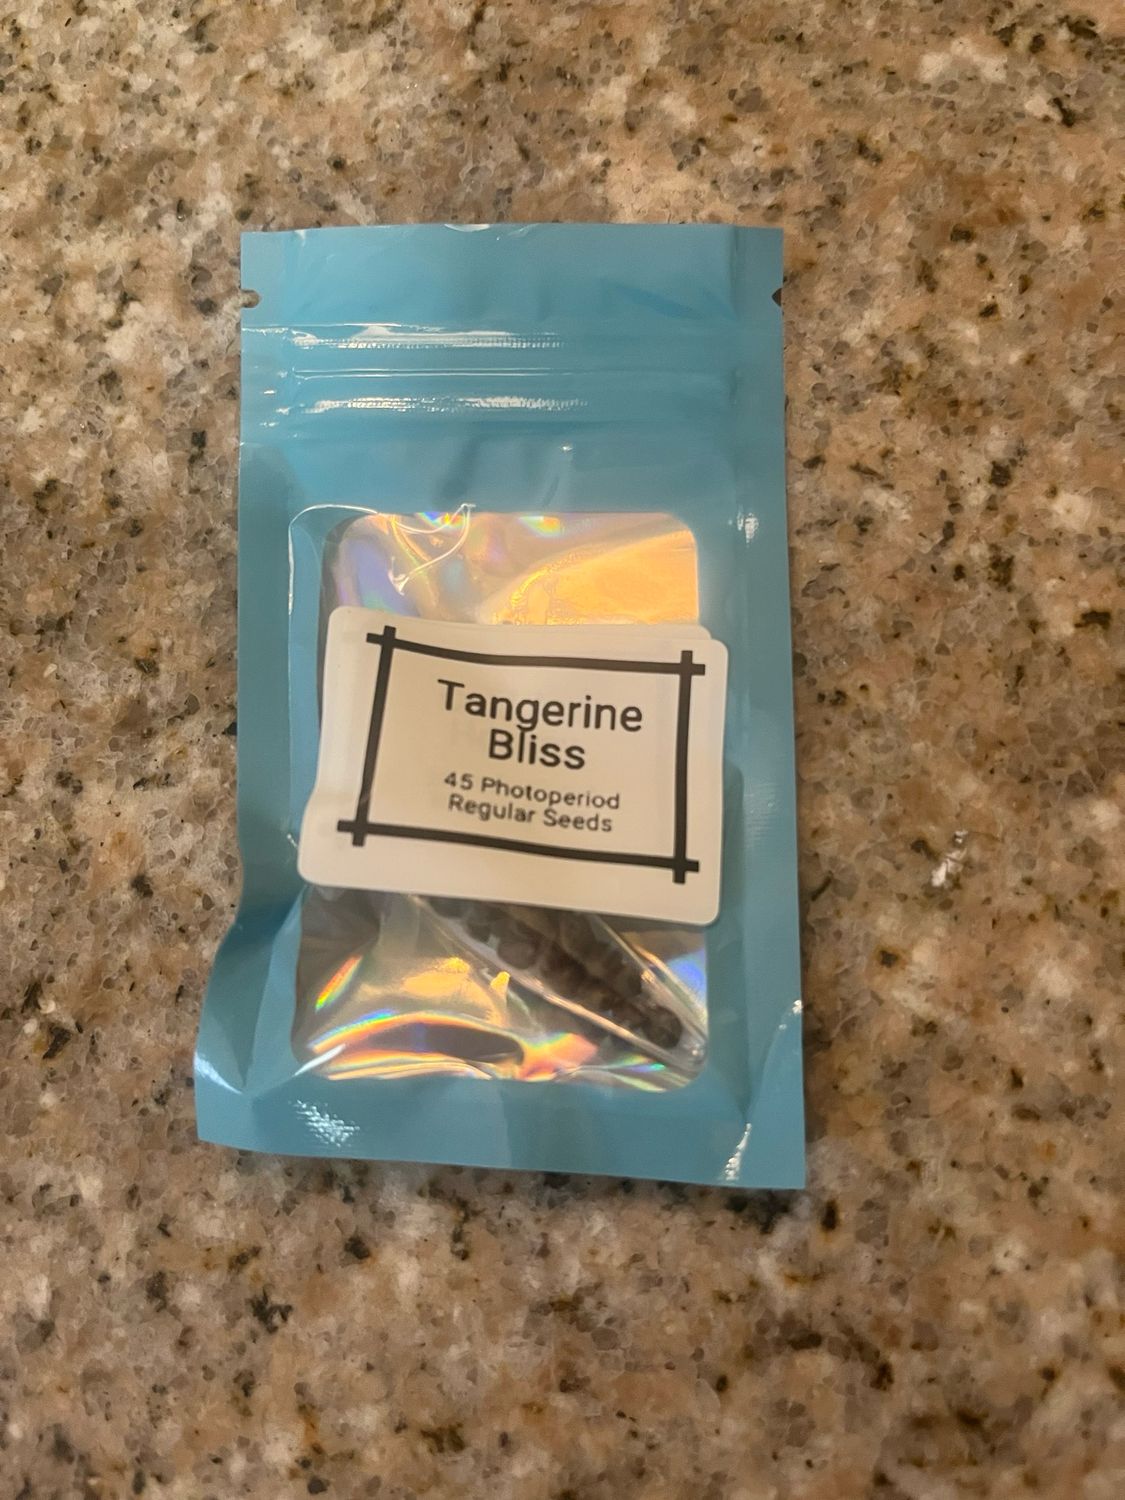 Tangerine
Bliss
45 Photoperiod
Regular Seeds